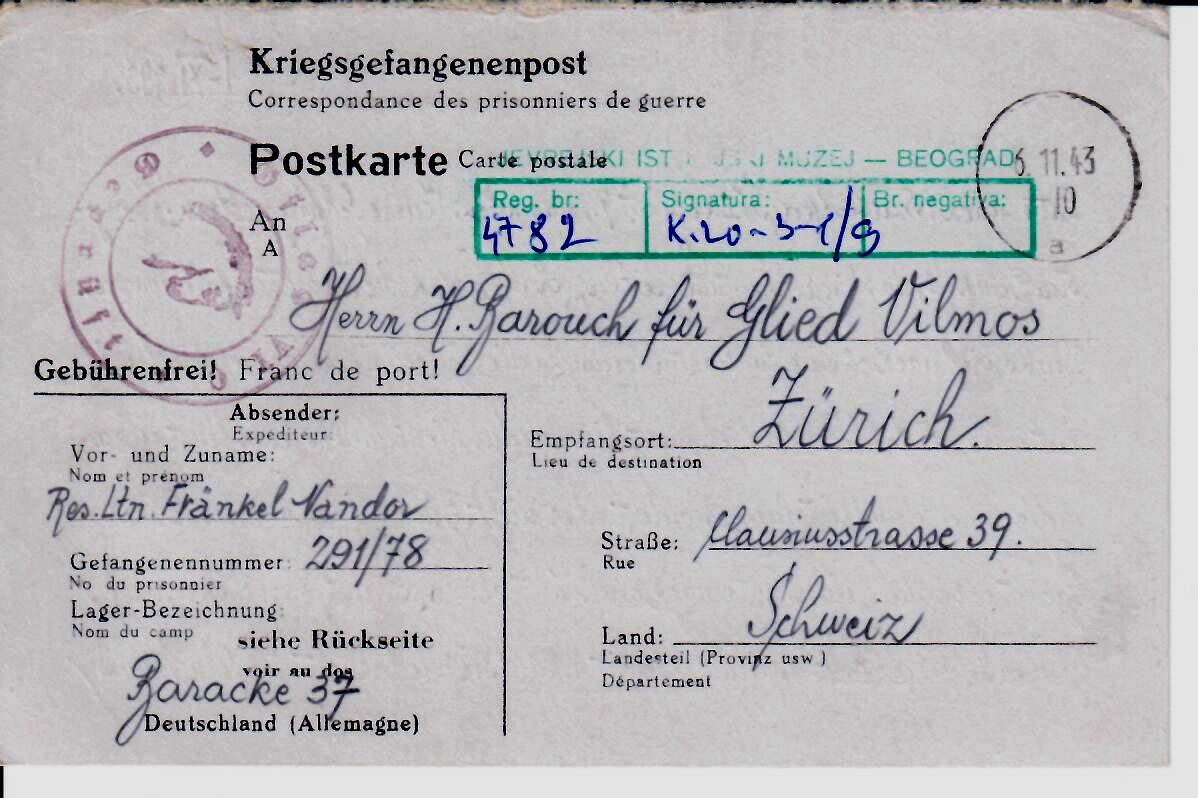 Kriegsgefangenenpost
Correspondance des prisonniers de guerre
Postkarte Carte postale
JEVREJSKI IST MUZEJ — BEOGRAD
Reg. br: Signatura: Br. negativa:
4782 K.20-3-1/9
6.11.43
10
a
Geprüft
Oflag VI C
An
A
Herrn H. Barouch für Glied Vilmos
Gebührenfrei! Franc de port!
Zürich.
Empfangsort:
Lieu de destination
Clausiusstrasse 39.
Straße:
Rue
Schweiz
Land:
Landesteil (Provinz usw.)
Département
Absender:
Expediteur:
Vor- und Zuname:
Nom et prénom
Res. Ltn. Fränkel Nandor
Gefangenennummer: 291/78
No du prisonnier
Lager-Bezeichnung:
Nom du camp
siehe Rückseite
voir au dos
Baracke 37
Deutschland (Allemagne)